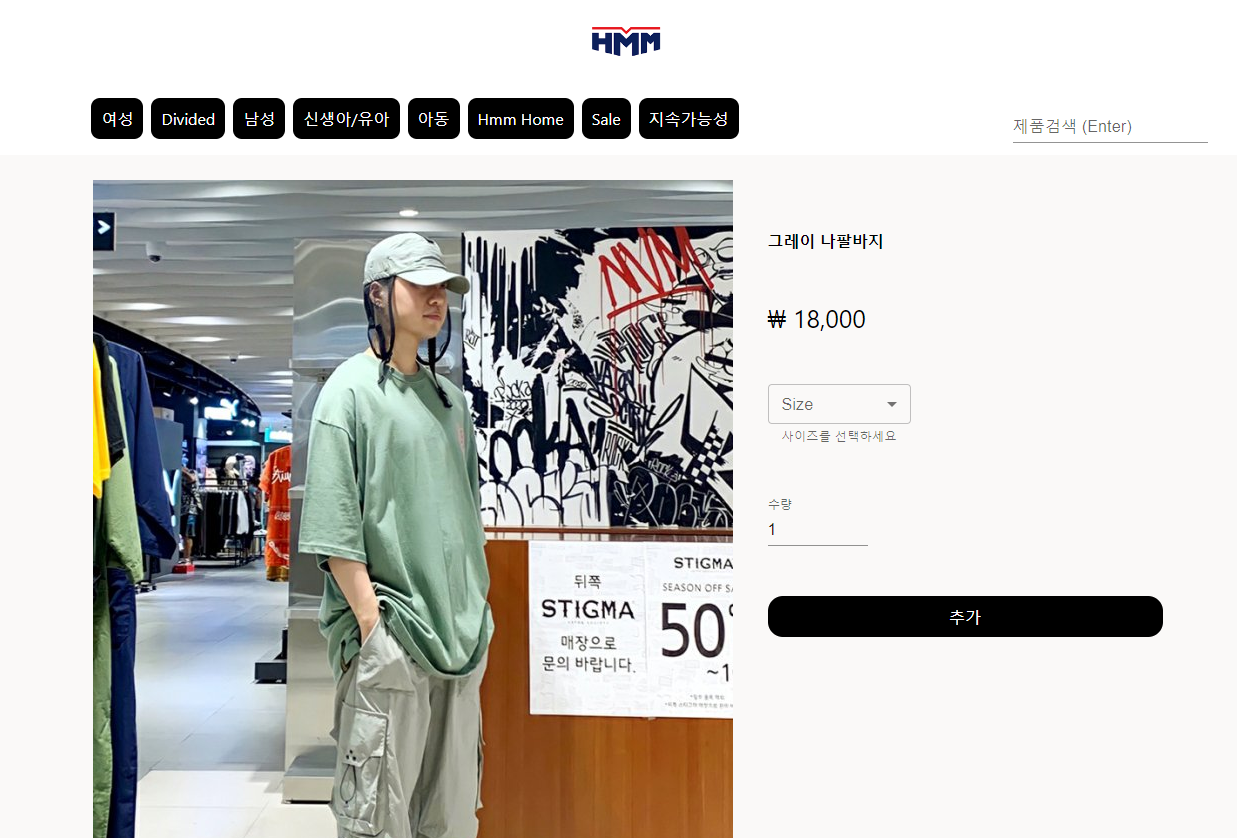 HMM
여성 Divided 남성 신생아/유아 아동 Hmm Home Sale 지속가능성
제품검색 (Enter)
그레이 나팔바지
₩ 18,000
Size
사이즈를 선택하세요
수량
1
추가
NVM
뒤쪽
STIGMA
매장으로
문의 바랍니다.
STIGMA
SEASON OFF SA
50%
~1